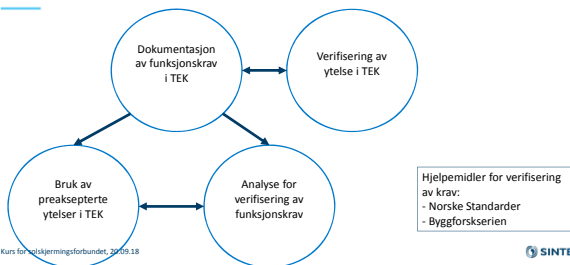 Dokumentasjon
av funksjonskrav
i TEK
Verifisering av
ytelse i TEK
Bruk av
preaksepterte
ytelser i TEK
Analyse for
verifisering av
funksjonskrav
Hjelpemidler for verifisering
av krav:
- Norske Standarder
- Byggforskserien
Kurs for solskjermingsforbundet, 20.09.18
SINTE